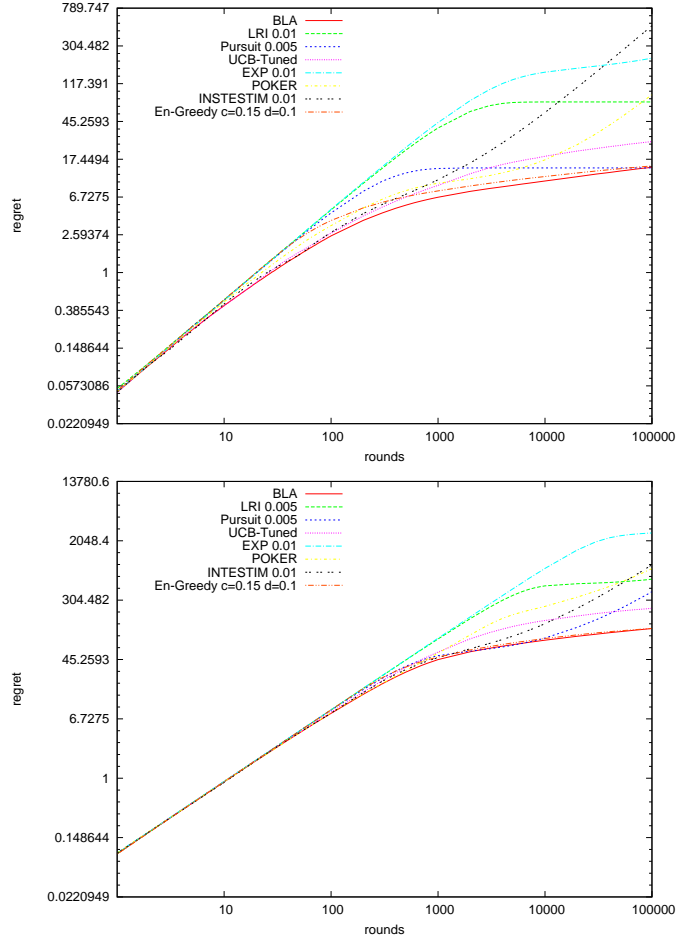 789.747
304.482
117.391
45.2593
17.4494
6.7275
2.59374
1
0.385543
0.148644
0.0573086
0.0220949
regret
BLA
LRI 0.01
Pursuit 0.005
UCB-Tuned
EXP 0.01
POKER
INSTESTIM 0.01
En-Greedy c=0.15 d=0.1
10 100 1000 10000 100000
rounds
13780.6
2048.4
304.482
45.2593
6.7275
1
0.148644
0.0220949
regret
BLA
LRI 0.005
Pursuit 0.005
UCB-Tuned
EXP 0.01
POKER
INTESTIM 0.01
En-Greedy c=0.15 d=0.1
10 100 1000 10000 100000
rounds